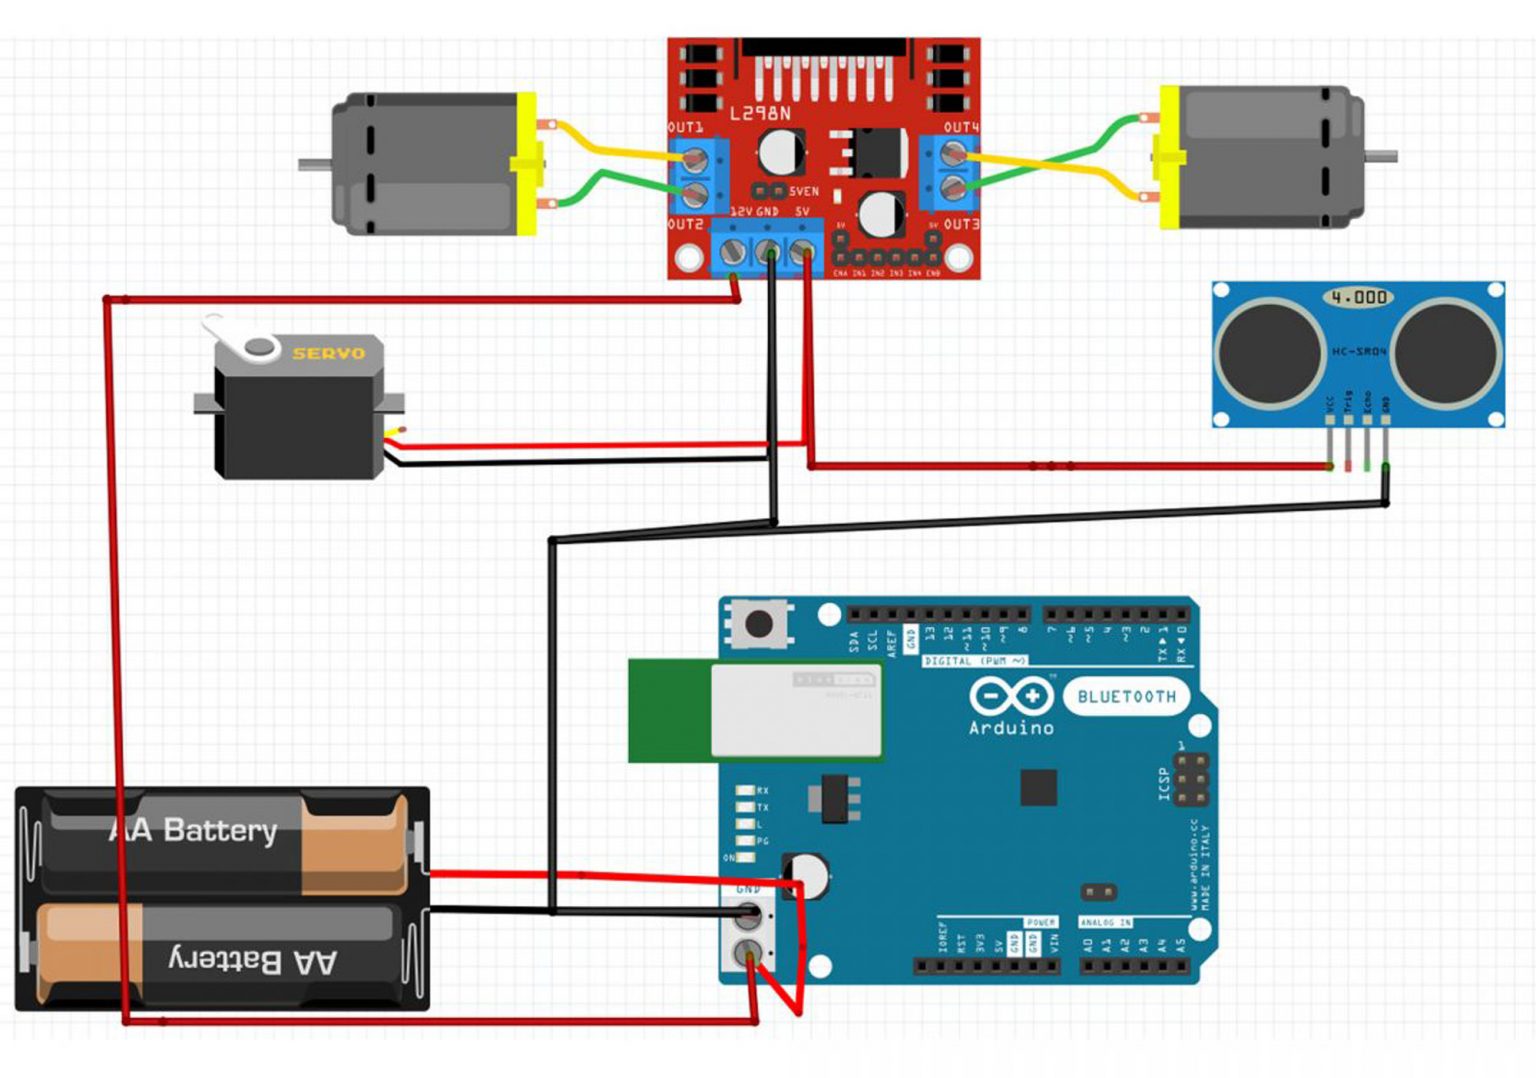 L298N
OUT1
OUT4
5VEN
OUT2
12V GND 5V
OUT3
5V
5V
ENA IN1 IN2 IN3 IN4 ENB
4.000
HC-SR04
VCC
Trig
Echo
GND
SERVO
SDA
SCL
AREF
GND
13
12
~11
~10
~9
8
7
~6
~5
4
~3
2
TX ▶ 1
RX ◀ 0
DIGITAL (PWM ~)
BLUETOOTH
Arduino
TM
1
ICSP
RX
TX
L
PG
ON
www.arduino.cc
MADE IN ITALY
GND
POWER
ANALOG IN
IOREF
RST
3V3
5V
GND
GND
VIN
A0
A1
A2
A3
A4
A5
AA Battery
AA Battery